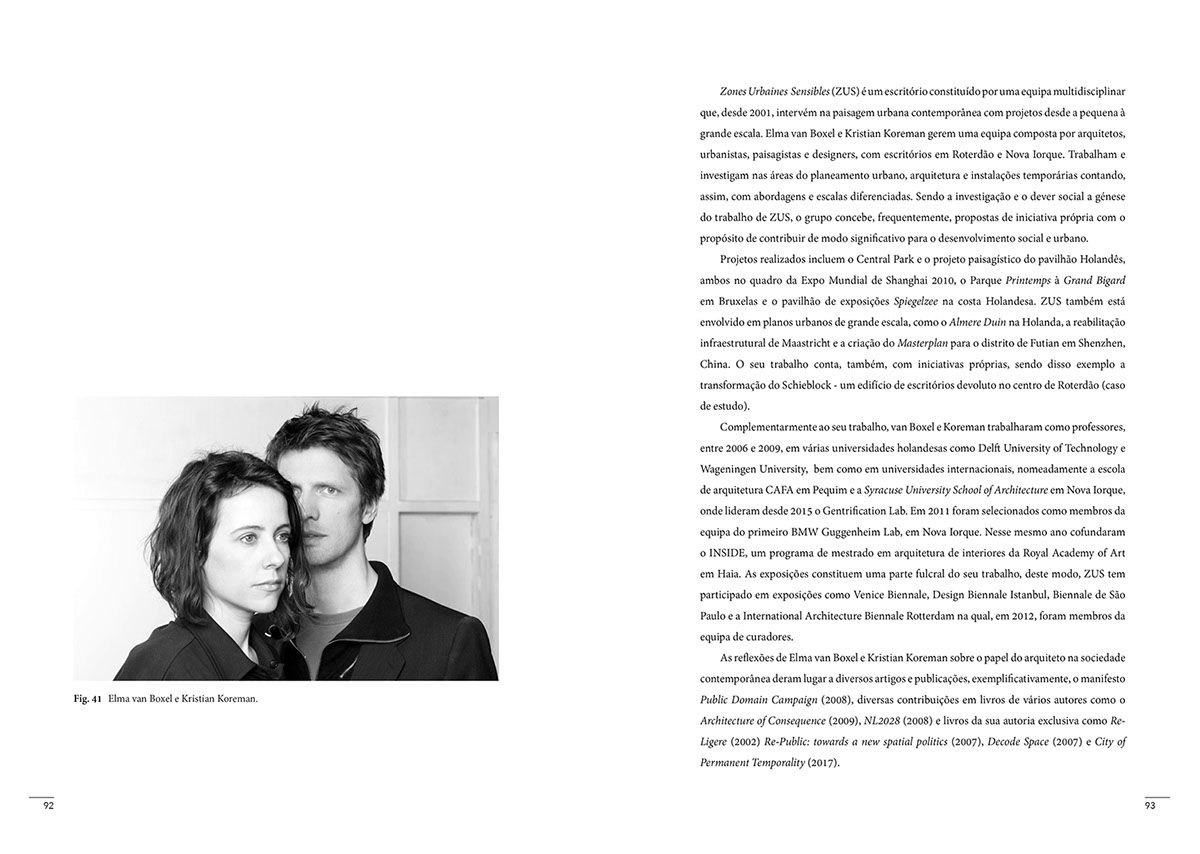 Fig. 41 Elma van Boxel e Kristian Koreman.
92
Zones Urbaines Sensibles (ZUS) é um escritório constituído por uma equipa multidisciplinar
que, desde 2001, intervém na paisagem urbana contemporânea com projetos desde a pequena à
grande escala. Elma van Boxel e Kristian Koreman gerem uma equipa composta por arquitetos,
urbanistas, paisagistas e designers, com escritórios em Roterdão e Nova Iorque. Trabalham e
investigam nas áreas do planeamento urbano, arquitetura e instalações temporárias contando,
assim, com abordagens e escalas diferenciadas. Sendo a investigação e o dever social a génese
do trabalho de ZUS, o grupo concebe, frequentemente, propostas de iniciativa própria com o
propósito de contribuir de modo significativo para o desenvolvimento social e urbano.
Projetos realizados incluem o Central Park e o projeto paisagístico do pavilhão Holandês,
ambos no quadro da Expo Mundial de Shanghai 2010, o Parque Printemps à Grand Bigard
em Bruxelas e o pavilhão de exposições Spiegelzee na costa Holandesa. ZUS também está
envolvido em planos urbanos de grande escala, como o Almere Duin na Holanda, a reabilitação
infraestrutural de Maastricht e a criação do Masterplan para o distrito de Futian em Shenzhen,
China. O seu trabalho conta, também, com iniciativas próprias, sendo disso exemplo a
transformação do Schieblock - um edifício de escritórios devoluto no centro de Roterdão (caso
de estudo).
Complementarmente ao seu trabalho, van Boxel e Koreman trabalharam como professores,
entre 2006 e 2009, em várias universidades holandesas como Delft University of Technology e
Wageningen University, bem como em universidades internacionais, nomeadamente a escola
de arquitetura CAFA em Pequim e a Syracuse University School of Architecture em Nova Iorque,
onde lideram desde 2015 o Gentrification Lab. Em 2011 foram selecionados como membros da
equipa do primeiro BMW Guggenheim Lab, em Nova Iorque. Nesse mesmo ano cofundaram
o INSIDE, um programa de mestrado em arquitetura de interiores da Royal Academy of Art
em Haia. As exposições constituem uma parte fulcral do seu trabalho, deste modo, ZUS tem
participado em exposições como Venice Biennale, Design Biennale Istanbul, Biennale de São
Paulo e a International Architecture Biennale Rotterdam na qual, em 2012, foram membros da
equipa de curadores.
As reflexões de Elma van Boxel e Kristian Koreman sobre o papel do arquiteto na sociedade
contemporânea deram lugar a diversos artigos e publicações, exemplificativamente, o manifesto
Public Domain Campaign (2008), diversas contribuições em livros de vários autores como o
Architecture of Consequence (2009), NL2028 (2008) e livros da sua autoria exclusiva como Re-
Ligere (2002) Re-Public: towards a new spatial politics (2007), Decode Space (2007) e City of
Permanent Temporality (2017).
93